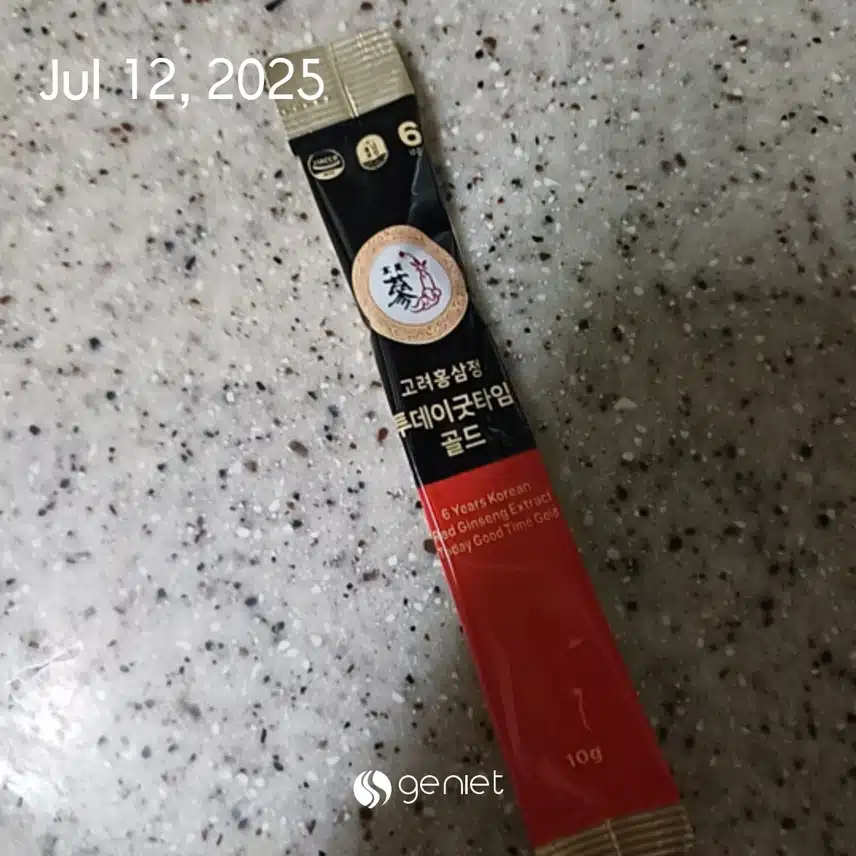 Jul 12, 2025
6
蔘
고려홍삼정
투데이굿타임
골드
6 Years Korean
Red Ginseng Extract
Today Good Time Gold
10g
geniet